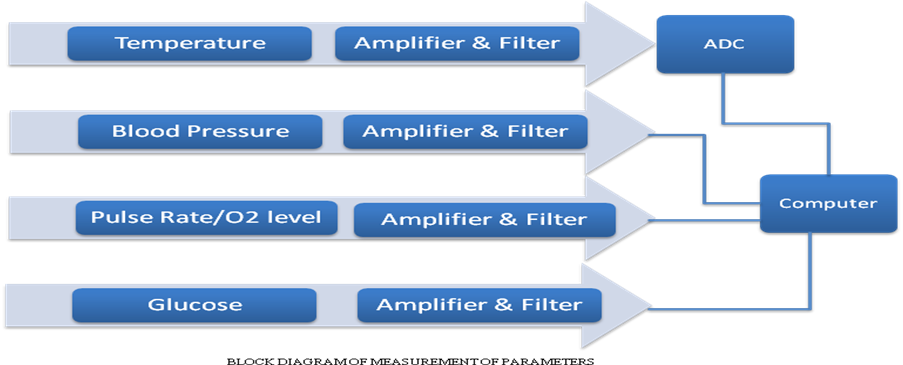 Temperature Amplifier & Filter ADC
Blood Pressure Amplifier & Filter
Computer
Pulse Rate/O2 level Amplifier & Filter
Glucose Amplifier & Filter
BLOCK DIAGRAM OF MEASUREMENT OF PARAMETERS